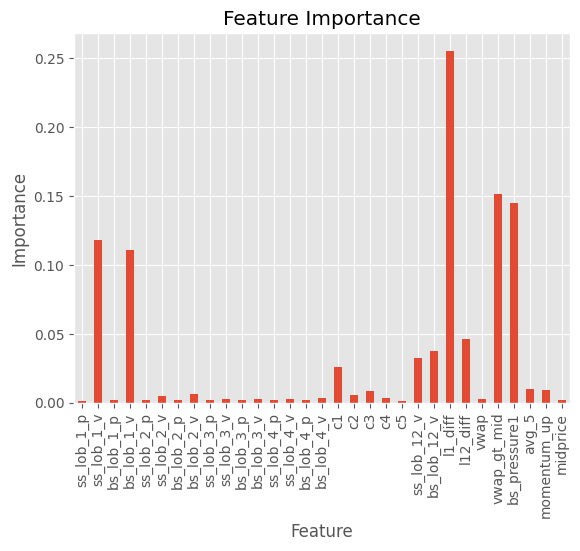 Feature Importance
Importance
0.25
0.20
0.15
0.10
0.05
0.00
ss_lob_1_p
ss_lob_1_v
bs_lob_1_p
bs_lob_1_v
ss_lob_2_p
ss_lob_2_v
bs_lob_2_p
bs_lob_2_v
ss_lob_3_p
ss_lob_3_v
bs_lob_3_p
bs_lob_3_v
ss_lob_4_p
ss_lob_4_v
bs_lob_4_p
bs_lob_4_v
c1
c2
c3
c4
c5
ss_lob_12_v
bs_lob_12_v
l1_diff
l12_diff
vwap
vwap_gt_mid
bs_pressure1
avg_5
momentum_up
midprice
Feature